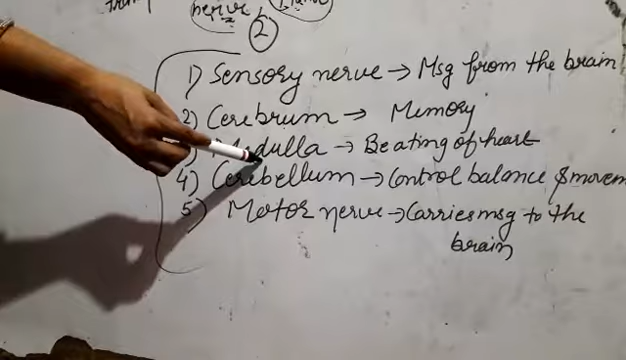 nerve
2
1) Sensory nerve → Msg from the brain
2) Cerebrum → Memory
) Medulla → Beating of heart
4) Cerebellum → Control balance & movem
5) Motor nerve → Carries msg to the
brain